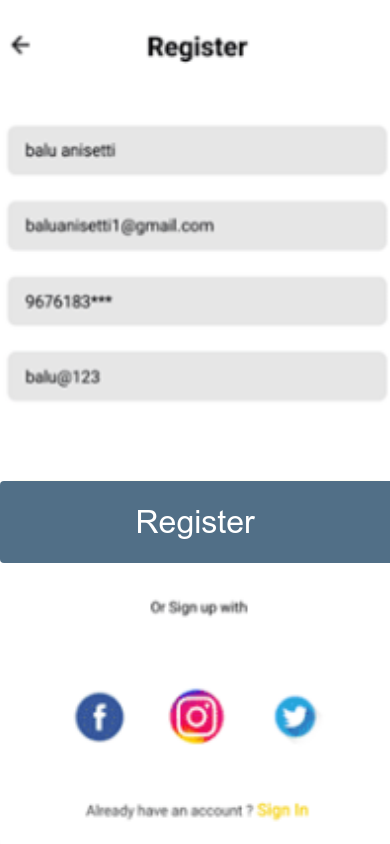 Register
balu anisetti
baluanisetti1@gmail.com
9676183***
balu@123
Register
Or Sign up with
Already have an account ? Sign In